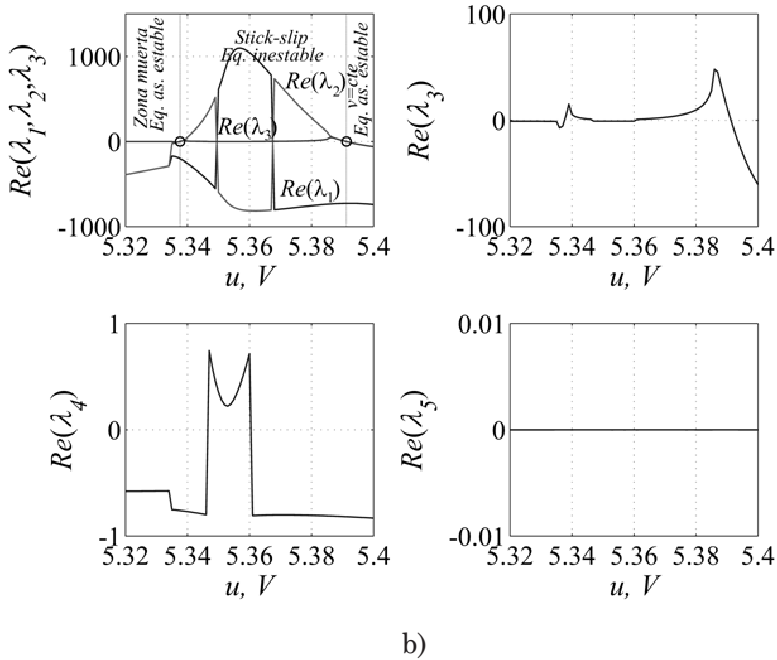 Re(λ1,λ2,λ3)
1000
0
-1000
Zona muerta
Eq. as. estable
Stick-slip
Eq. inestable
v=cte
Eq. as. estable
Re(λ2)
Re(λ3)
Re(λ1)
5.32 5.34 5.36 5.38 5.4
u, V
Re(λ3)
100
0
-100
5.32 5.34 5.36 5.38 5.4
u, V
Re(λ4)
1
0
-1
5.32 5.34 5.36 5.38 5.4
u, V
Re(λ5)
0.01
0
-0.01
5.32 5.34 5.36 5.38 5.4
u, V
b)